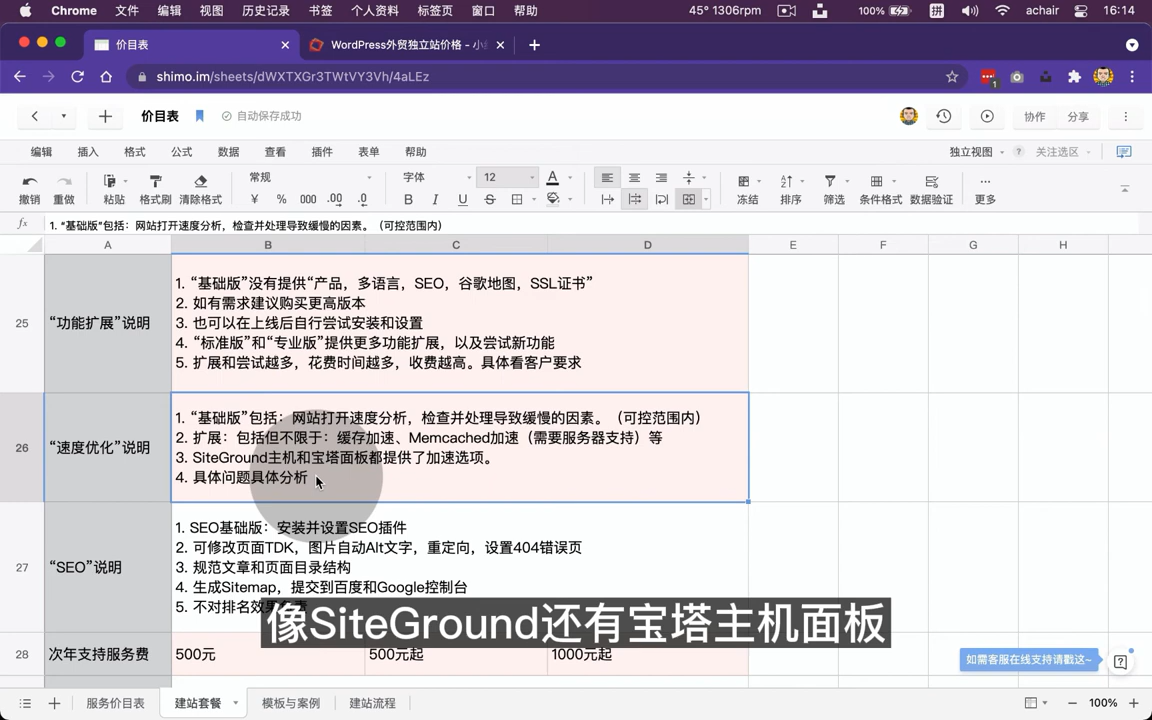 Chrome 文件 编辑 视图 历史记录 书签 个人资料 标签页 窗口 帮助 45° 1306rpm 100% 拼 achair 16:14
价目表 WordPress外贸独立站价格 - 小
shimo.im/sheets/dWXTXGr3TWtVY3Vh/4aLEz
价目表 自动保存成功 协作 分享
编辑 插入 格式 公式 数据 查看 插件 表单 帮助 独立视图 关注选区
常规 字体 12
撤销 重做 粘贴 格式刷 清除格式 ¥ % 000 .00 .0 B I U S A 冻结 排序 筛选 条件格式 数据验证 更多
fx 1. “基础版”包括：网站打开速度分析，检查并处理导致缓慢的因素。（可控范围内）
A B C D E F G H
25 “功能扩展”说明
1. “基础版”没有提供“产品，多语言，SEO，谷歌地图，SSL证书”
2. 如有需求建议购买更高版本
3. 也可以在上线后自行尝试安装和设置
4. “标准版”和“专业版”提供更多功能扩展，以及尝试新功能
5. 扩展和尝试越多，花费时间越多，收费越高。具体看客户要求
26 “速度优化”说明
1. “基础版”包括：网站打开速度分析，检查并处理导致缓慢的因素。（可控范围内）
2. 扩展：包括但不限于：缓存加速、Memcached加速（需要服务器支持）等
3. SiteGround主机和宝塔面板都提供了加速选项。
4. 具体问题具体分析
27 “SEO”说明
1. SEO基础版：安装并设置SEO插件
2. 可修改页面TDK，图片自动Alt文字，重定向，设置404错误页
3. 规范文章和页面目录结构
4. 生成Sitemap，提交到百度和Google控制台
5. 不对排名效
像SiteGround还有宝塔主机面板
28 次年支持服务费 500元 500元起 1000元起
如需客服在线支持请戳这~
服务价目表 建站套餐 模板与案例 建站流程 100%